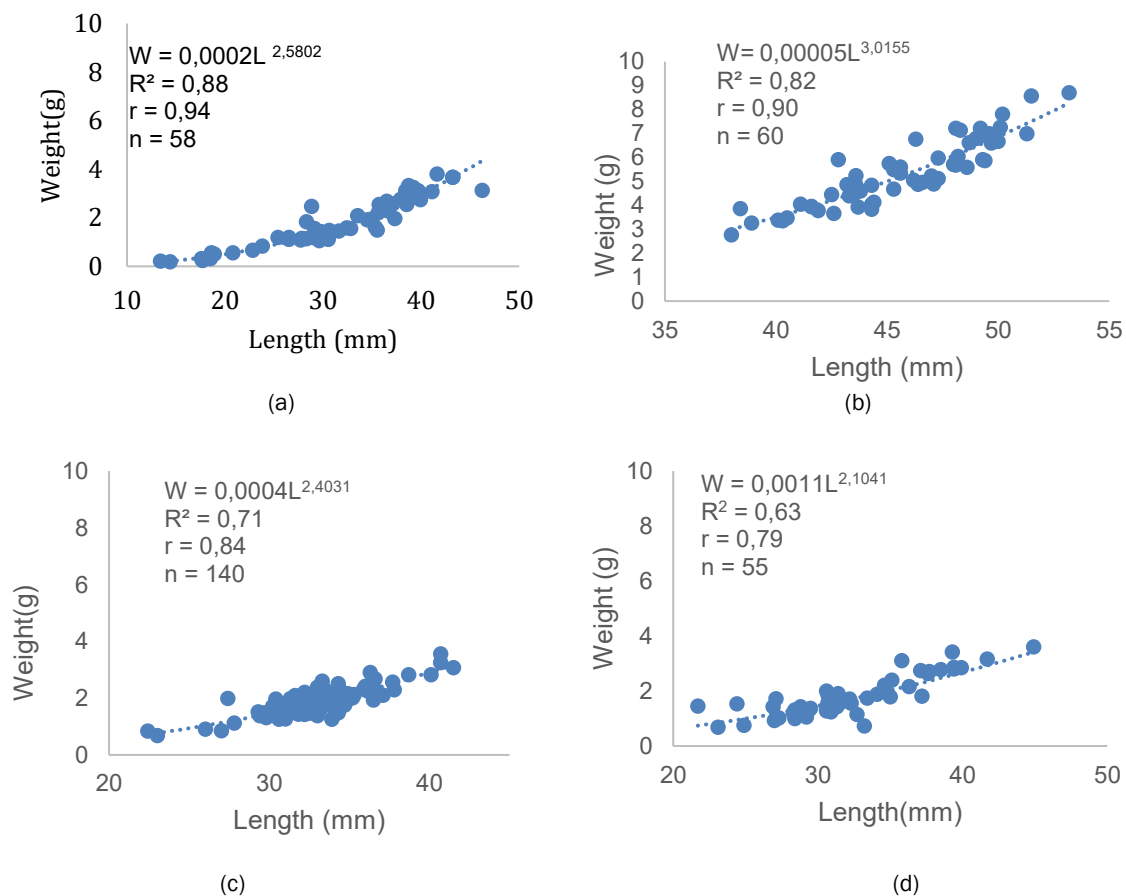 10
8
6
4
2
0
Weight(g)
W = 0,0002L 2,5802
R² = 0,88
r = 0,94
n = 58
10 20 30 40 50
Length (mm)
(a)
W= 0,00005L3,0155
R² = 0,82
r = 0,90
n = 60
10
9
8
7
6
5
4
3
2
1
0
Weight (g)
35 40 45 50 55
Length (mm)
(b)
10
8
6
4
2
0
Weight(g)
W = 0,0004L2,4031
R² = 0,71
r = 0,84
n = 140
20 30 40
Length (mm)
(c)
10
8
6
4
2
0
Weight (g)
W = 0,0011L2,1041
R2 = 0,63
r = 0,79
n = 55
20 30 40 50
Length(mm)
(d)